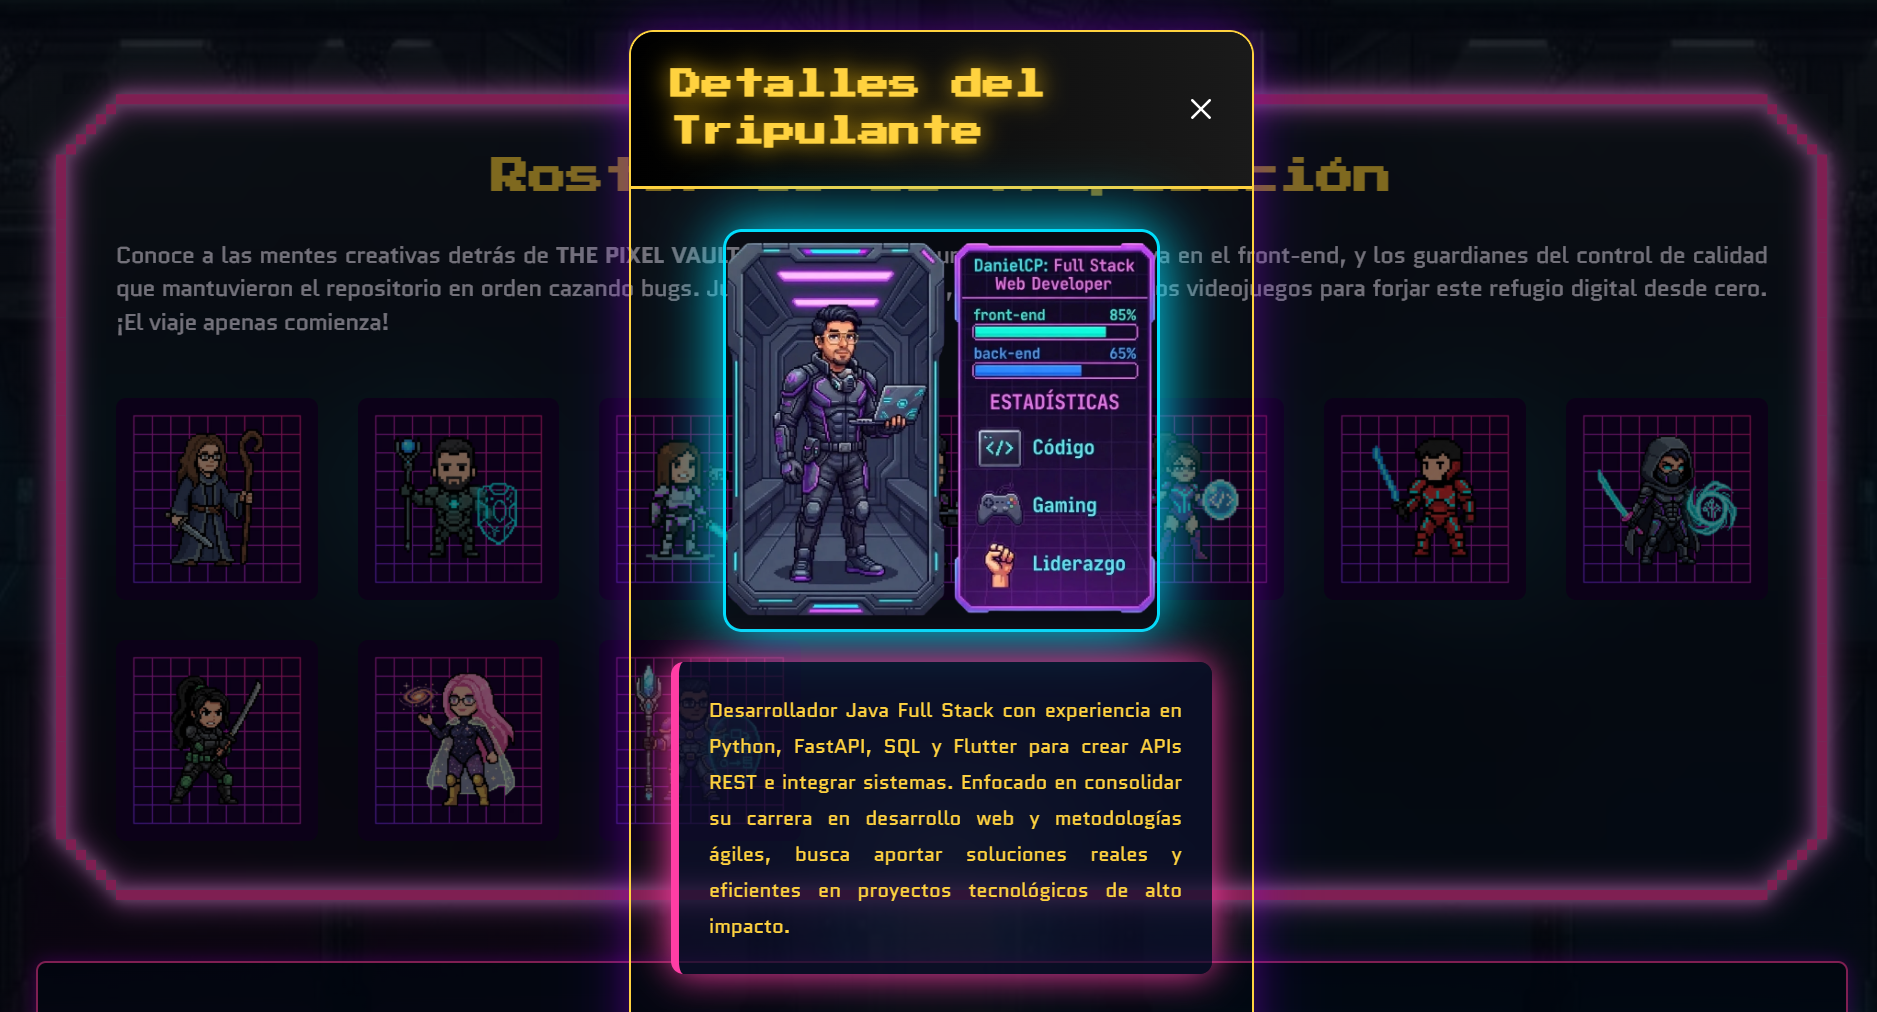 Detalles del
Tripulante
Rost
ción
Conoce a las mentes creativas detrás de THE PIXEL VAULT
en el front-end, y los guardianes del control de calidad
que mantuvieron el repositorio en orden cazando bugs.
videojuegos para forjar este refugio digital desde cero.
¡El viaje apenas comienza!
DanielCP: Full Stack
Web Developer
front-end 85%
back-end 65%
ESTADÍSTICAS
</> Código
Gaming
Liderazgo
Desarrollador Java Full Stack con experiencia en
Python, FastAPI, SQL y Flutter para crear APIs
REST e integrar sistemas. Enfocado en consolidar
su carrera en desarrollo web y metodologías
ágiles, busca aportar soluciones reales y
eficientes en proyectos tecnológicos de alto
impacto.